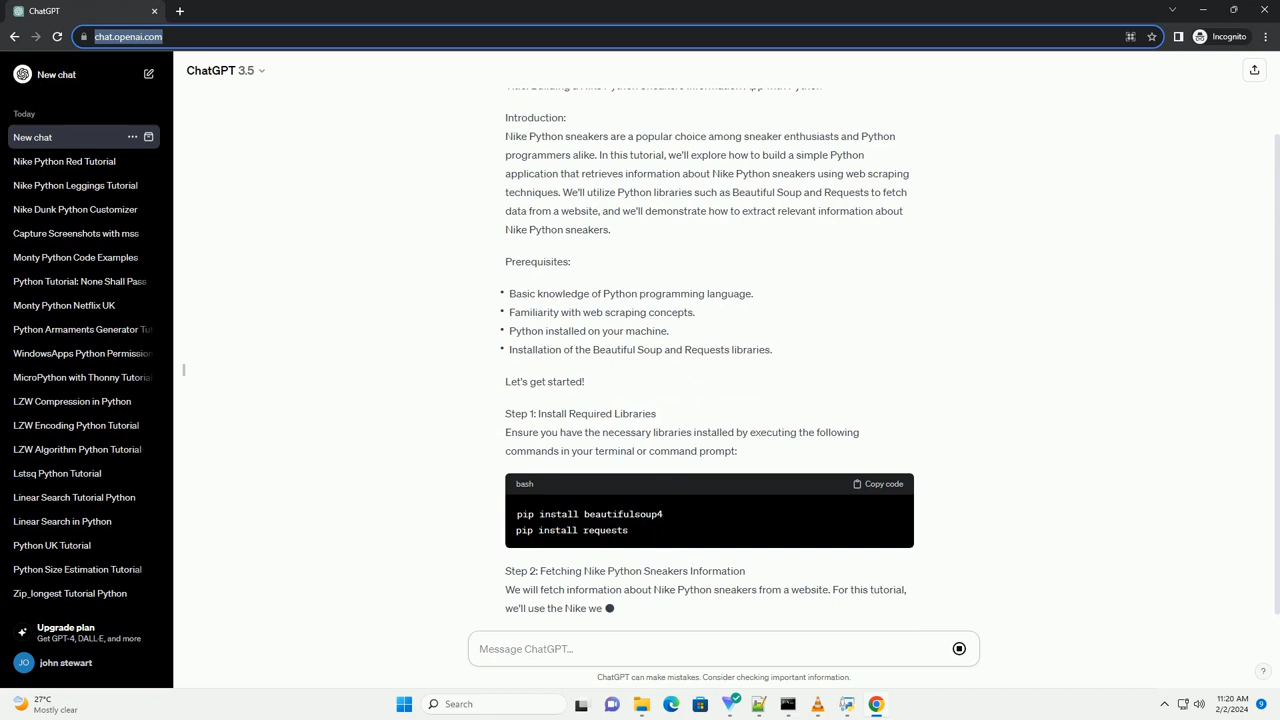 ChatGPT
chat.openai.com
Incognito
New chat
ChatGPT 3.5
Today
New chat
Nike Python Red Tutorial
Nike Python Leggings Tutorial
Nike Dunk Python Customizer
Capture Screenshots with mss
Monty Python Code Examples
Python Tutorial: None Shall Pass
Monty Python Netflix UK
Python Armaments Generator Tut
WindowsApps Python Permission
MicroPython with Thonny Tutorial
LZW Compression in Python
LZW Encoding Python Tutorial
LZW Algorithm Python Tutorial
Lstsq Python Tutorial
Linear Search Tutorial Python
Linear Search in Python
Python UK Tutorial
Python Size Estimation Tutorial
Zip_longest Tutorial Python
Upgrade plan
Get GPT-4, DALL·E, and more
JO john stewart
Introduction:
Nike Python sneakers are a popular choice among sneaker enthusiasts and Python
programmers alike. In this tutorial, we'll explore how to build a simple Python
application that retrieves information about Nike Python sneakers using web scraping
techniques. We'll utilize Python libraries such as Beautiful Soup and Requests to fetch
data from a website, and we'll demonstrate how to extract relevant information about
Nike Python sneakers.
Prerequisites:
• Basic knowledge of Python programming language.
• Familiarity with web scraping concepts.
• Python installed on your machine.
• Installation of the Beautiful Soup and Requests libraries.
Let's get started!
Step 1: Install Required Libraries
Ensure you have the necessary libraries installed by executing the following
commands in your terminal or command prompt:
bash Copy code
pip install beautifulsoup4
pip install requests
Step 2: Fetching Nike Python Sneakers Information
We will fetch information about Nike Python sneakers from a website. For this tutorial,
we'll use the Nike we
Message ChatGPT...
ChatGPT can make mistakes. Consider checking important information.
?
27°C
Mostly clear
Search
11:20 AM
2/2/2024
9